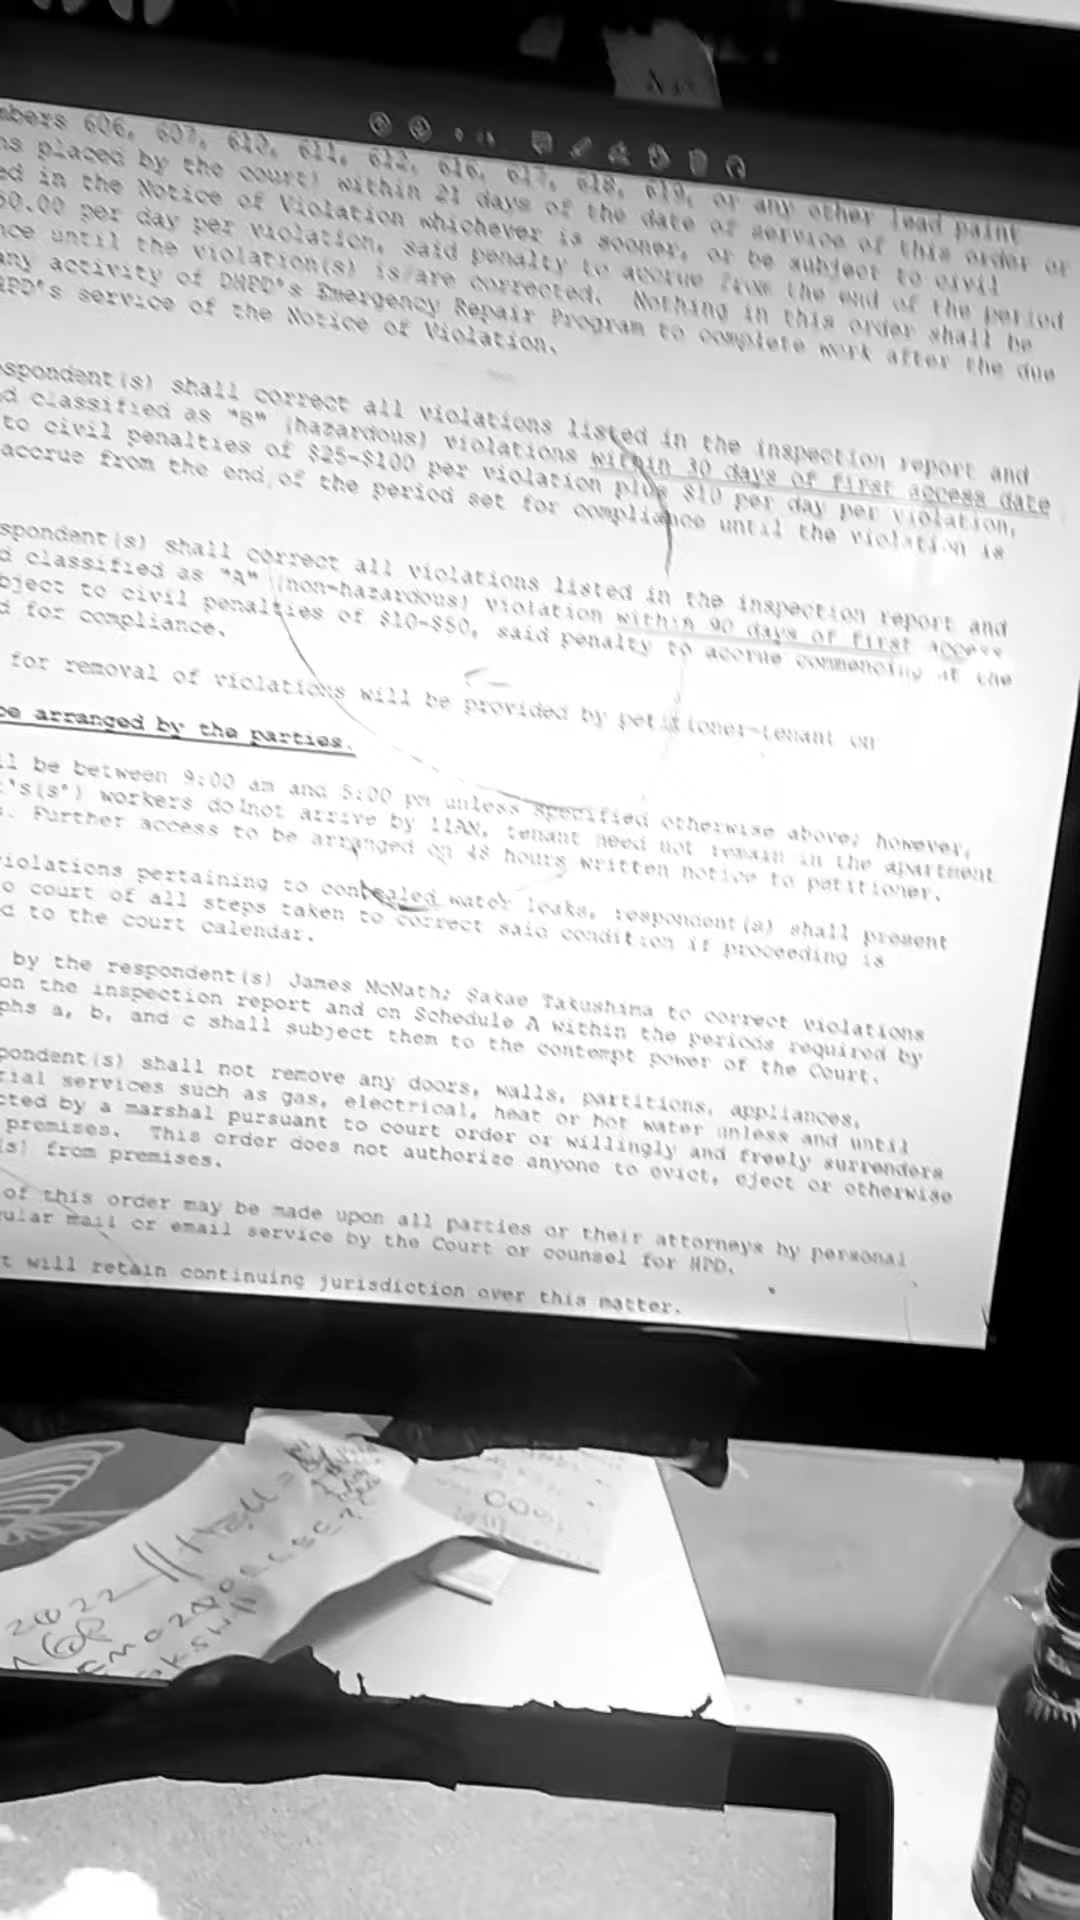 606, 607, 610, 611, 612, 616, 617, 618, 619, or any other lead paint
placed by the court) within 21 days of the date of service of this order or
ed in the Notice of Violation whichever is sooner, or be subject to civil
50.00 per day per violation, said penalty to accrue from the end of the period
nce until the violation(s) is/are corrected. Nothing in this order shall be
any activity of DHPD's Emergency Repair Program to complete work after the due
HPD's service of the Notice of Violation.
espondent(s) shall correct all violations listed in the inspection report and
d classified as "B" (hazardous) violations within 30 days of first access date
to civil penalties of $25-$100 per violation plus $10 per day per violation,
accrue from the end of the period set for compliance until the violation is
spondent(s) shall correct all violations listed in the inspection report and
d classified as "A" (non-hazardous) violation within 90 days of first access
bject to civil penalties of $10-$50, said penalty to accrue commencing at the
d for compliance.
for removal of violations will be provided by petitioner-tenant on
be arranged by the parties.
ll be between 9:00 am and 5:00 pm unless specified otherwise above; however,
t's(s') workers do not arrive by 11AM, tenant need not remain in the apartment
. Further access to be arranged on 48 hours written notice to petitioner.
violations pertaining to concealed water leaks, respondent(s) shall present
o court of all steps taken to correct said condition if proceeding is
d to the court calendar.
by the respondent(s) James McNath; Sakae Takushima to correct violations
on the inspection report and on Schedule A within the periods required by
phs a, b, and c shall subject them to the contempt power of the Court.
pondent(s) shall not remove any doors, walls, partitions, appliances,
tial services such as gas, electrical, heat or hot water unless and until
cted by a marshal pursuant to court order or willingly and freely surrenders
premises. This order does not authorize anyone to evict, eject or otherwise
(s) from premises.
of this order may be made upon all parties or their attorneys by personal
ular mail or email service by the Court or counsel for HPD.
t will retain continuing jurisdiction over this matter.
2022